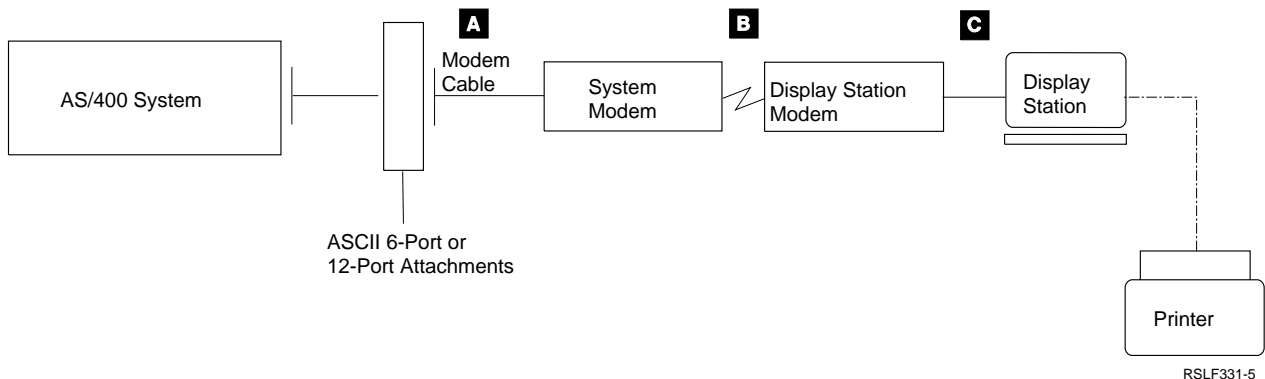 A
B
C
AS/400 System
Modem
Cable
System
Modem
Display Station
Modem
Display
Station
ASCII 6-Port or
12-Port Attachments
Printer
RSLF331-5